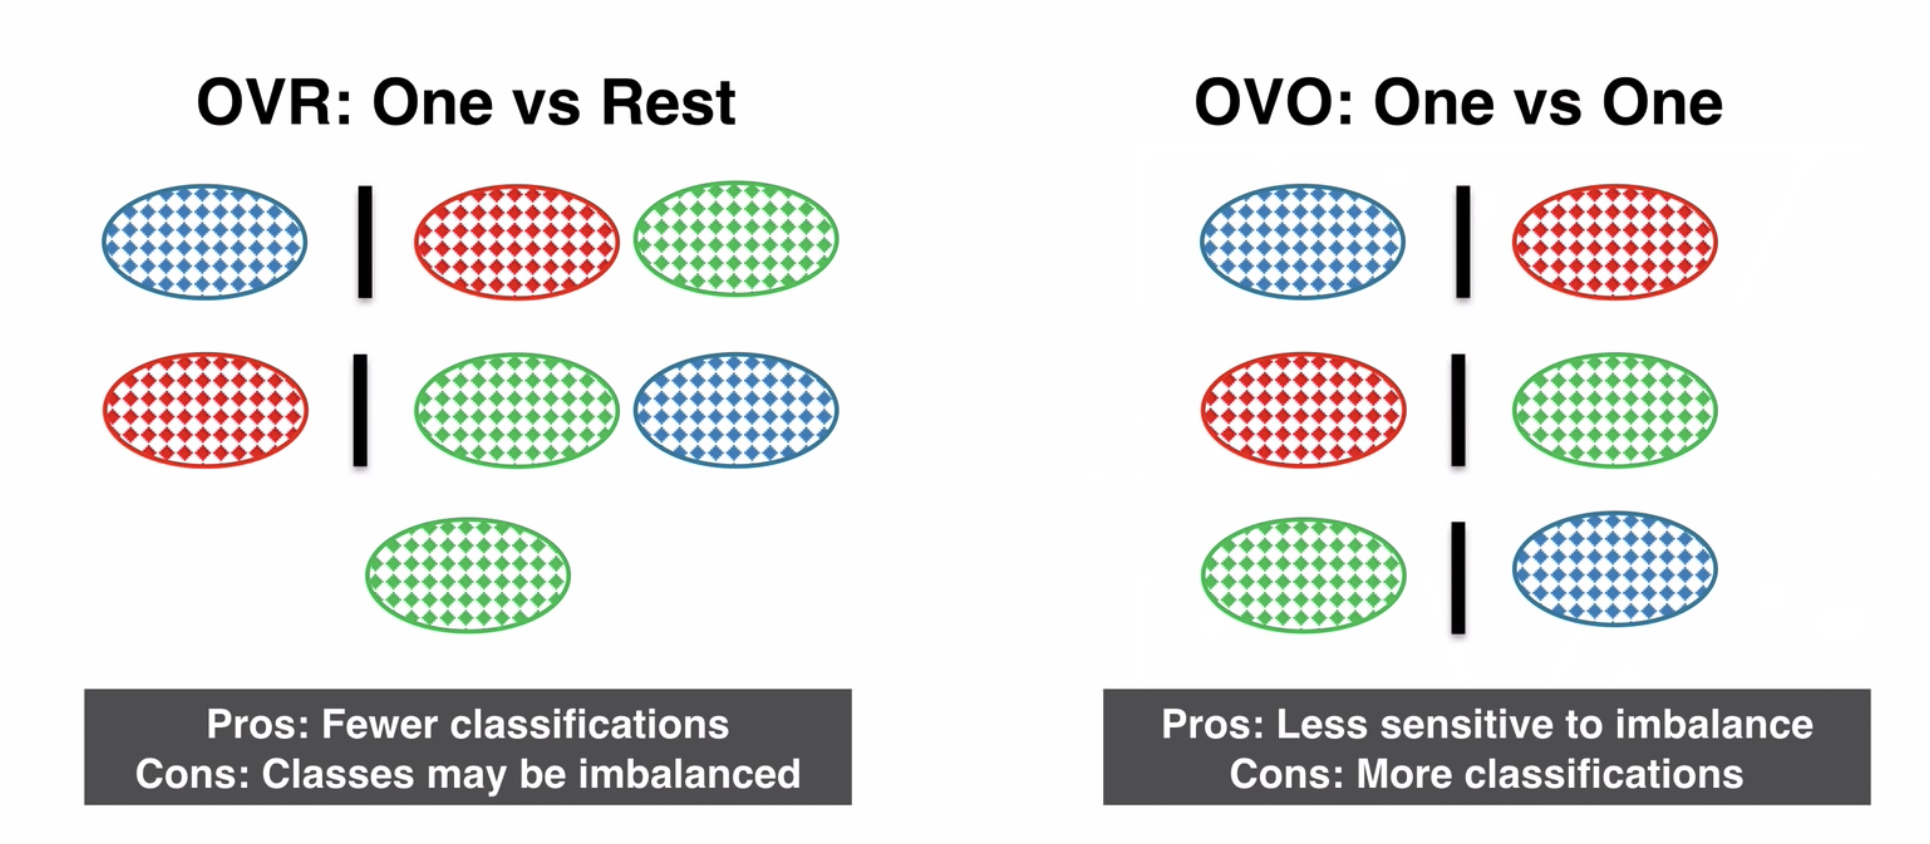 OVR: One vs Rest
OVO: One vs One
Pros: Fewer classifications
Cons: Classes may be imbalanced
Pros: Less sensitive to imbalance
Cons: More classifications